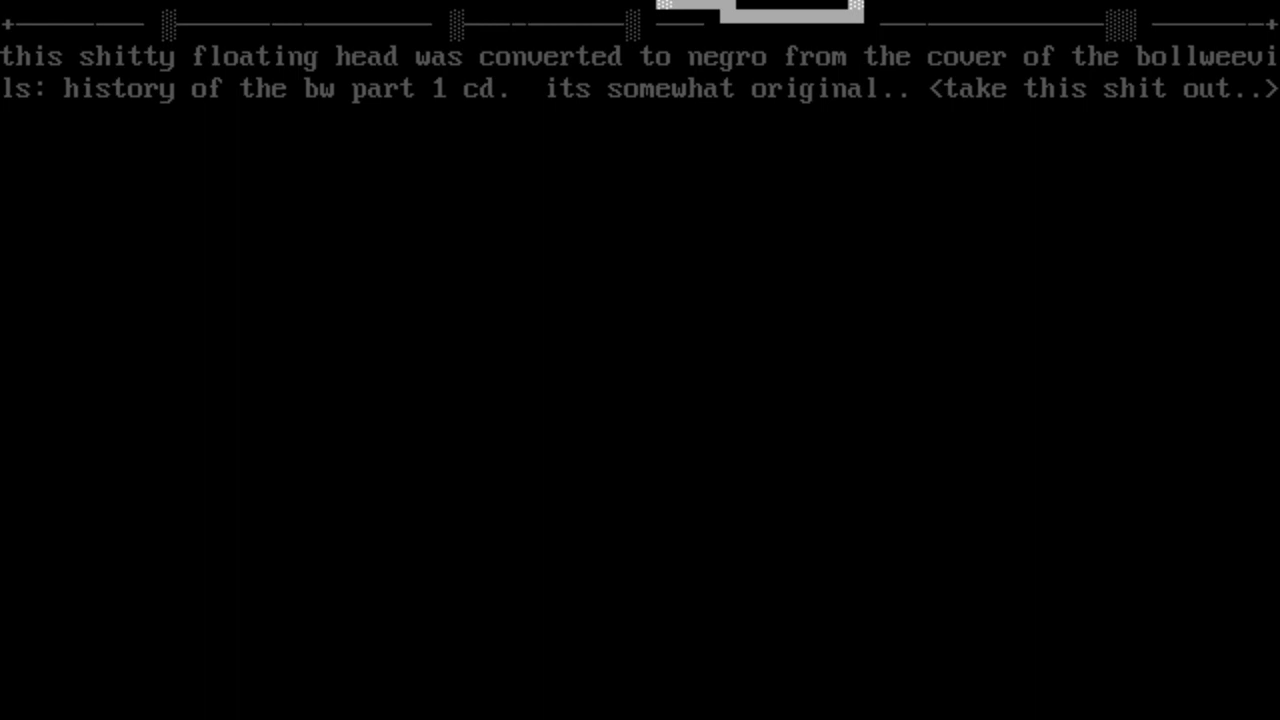 this shitty floating head was converted to negro from the cover of the bollweevi
ls: history of the bw part 1 cd.  its somewhat original.. <take this shit out..>